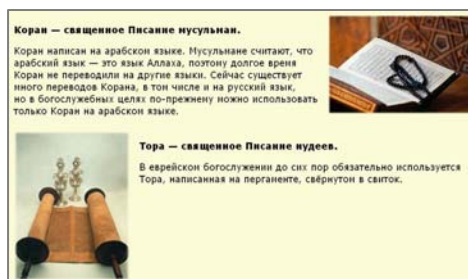 Коран — священное Писание мусульман.
Коран написан на арабском языке. Мусульмане считают, что
арабский язык — это язык Аллаха, поэтому долгое время
Коран не переводили на другие языки. Сейчас существует
много переводов Корана, в том числе и на русский язык,
но в богослужебных целях по-прежнему можно использовать
только Коран на арабском языке.
Тора — священное Писание иудеев.
В еврейском богослужении до сих пор обязательно используется
Тора, написанная на пергаменте, свёрнутом в свиток.